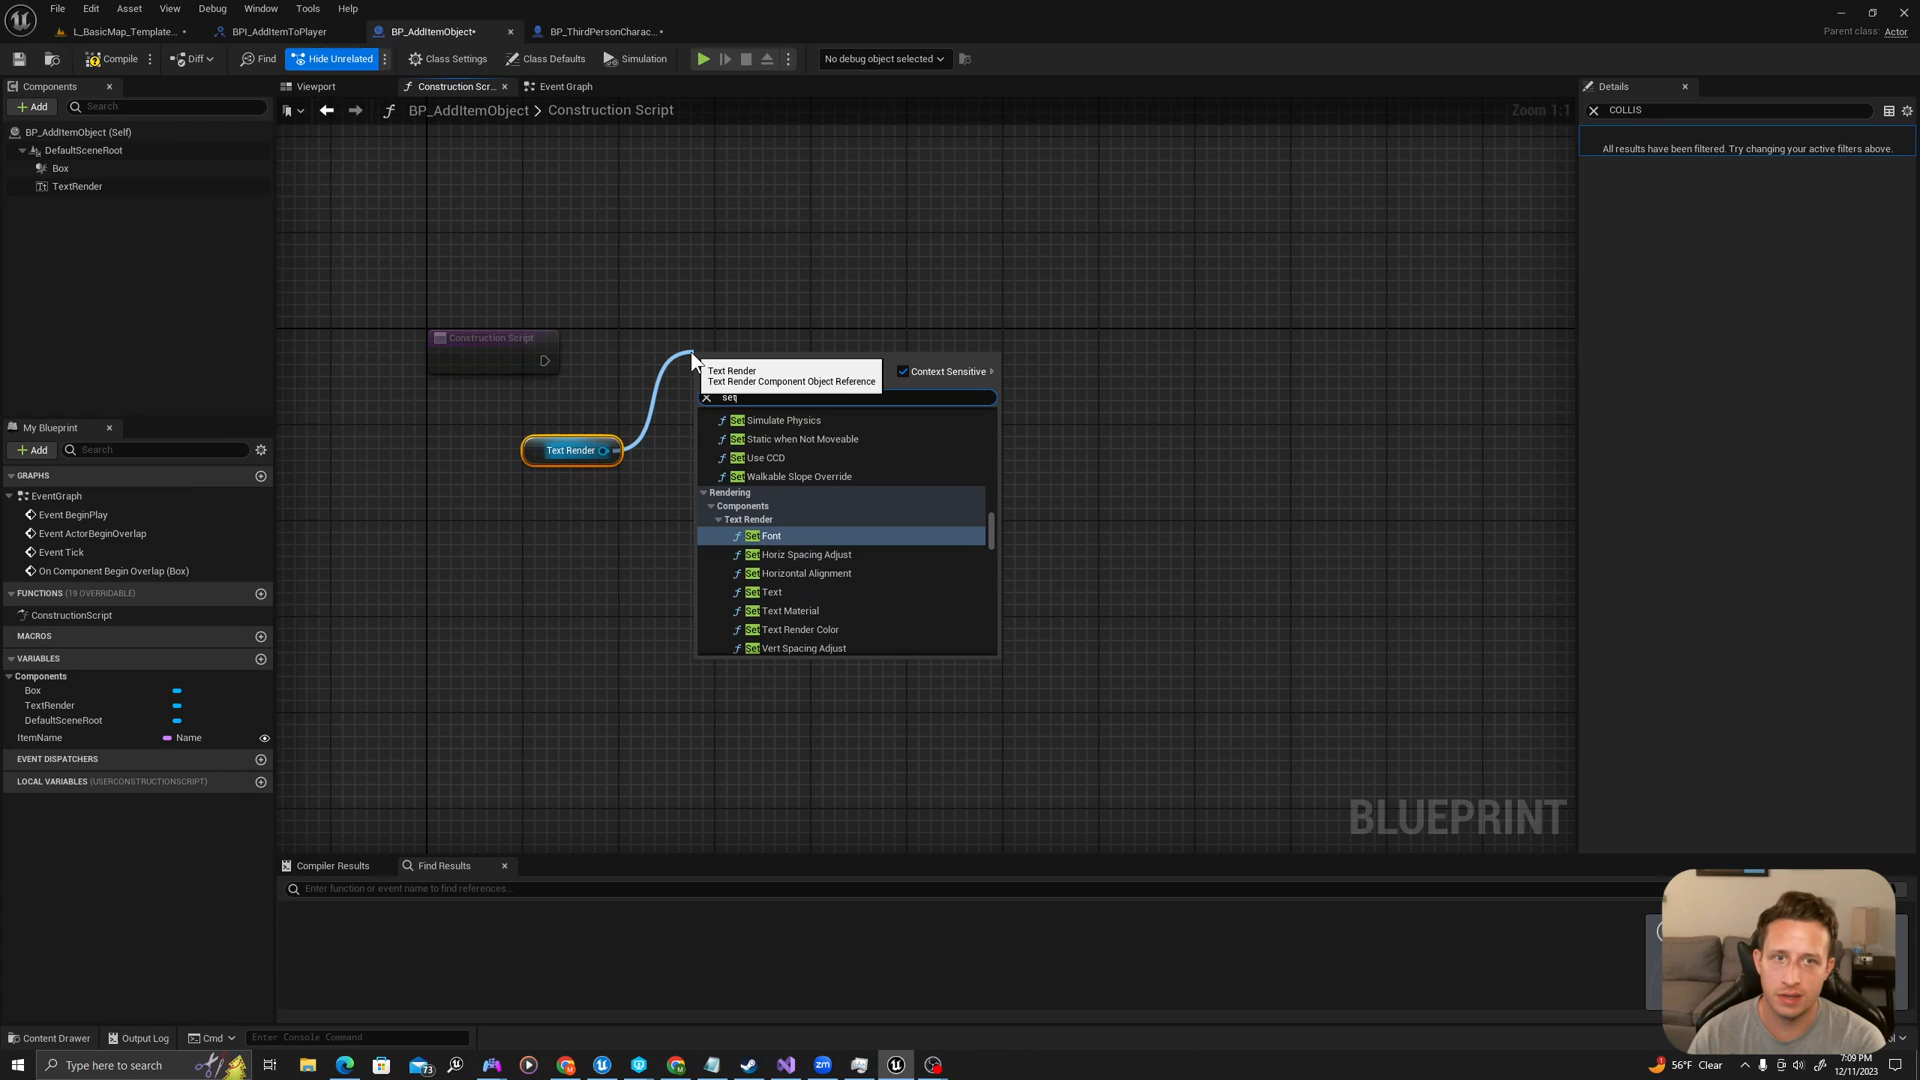 File Edit Asset View Debug Window Tools Help
L_BasicMap_Template... •
BPI_AddItemToPlayer
BP_AddItemObject•
BP_ThirdPersonCharac... •
Parent class: Actor
Compile
Diff
Find
Hide Unrelated
Class Settings
Class Defaults
Simulation
No debug object selected
Components
Viewport
Construction Scr...
Event Graph
Details
Add
Search
BP_AddItemObject > Construction Script
Zoom 1:1
COLLIS
BP_AddItemObject (Self)
DefaultSceneRoot
Box
TextRender
All results have been filtered. Try changing your active filters above.
Construction Script
Text Render
Text Render
Text Render Component Object Reference
Context Sensitive
set
Set Simulate Physics
Set Static when Not Moveable
Set Use CCD
Set Walkable Slope Override
Rendering
Components
Text Render
Set Font
Set Horiz Spacing Adjust
Set Horizontal Alignment
Set Text
Set Text Material
Set Text Render Color
Set Vert Spacing Adjust
My Blueprint
Add
Search
GRAPHS
EventGraph
Event BeginPlay
Event ActorBeginOverlap
Event Tick
On Component Begin Overlap (Box)
FUNCTIONS (19 OVERRIDABLE)
ConstructionScript
MACROS
VARIABLES
Components
Box
TextRender
DefaultSceneRoot
ItemName Name
EVENT DISPATCHERS
LOCAL VARIABLES (USERCONSTRUCTIONSCRIPT)
BLUEPRINT
Compiler Results
Find Results
Enter function or event name to find references...
Content Drawer
Output Log
Cmd
Enter Console Command
Type here to search
73
1
56°F Clear
7:09 PM
12/11/2023